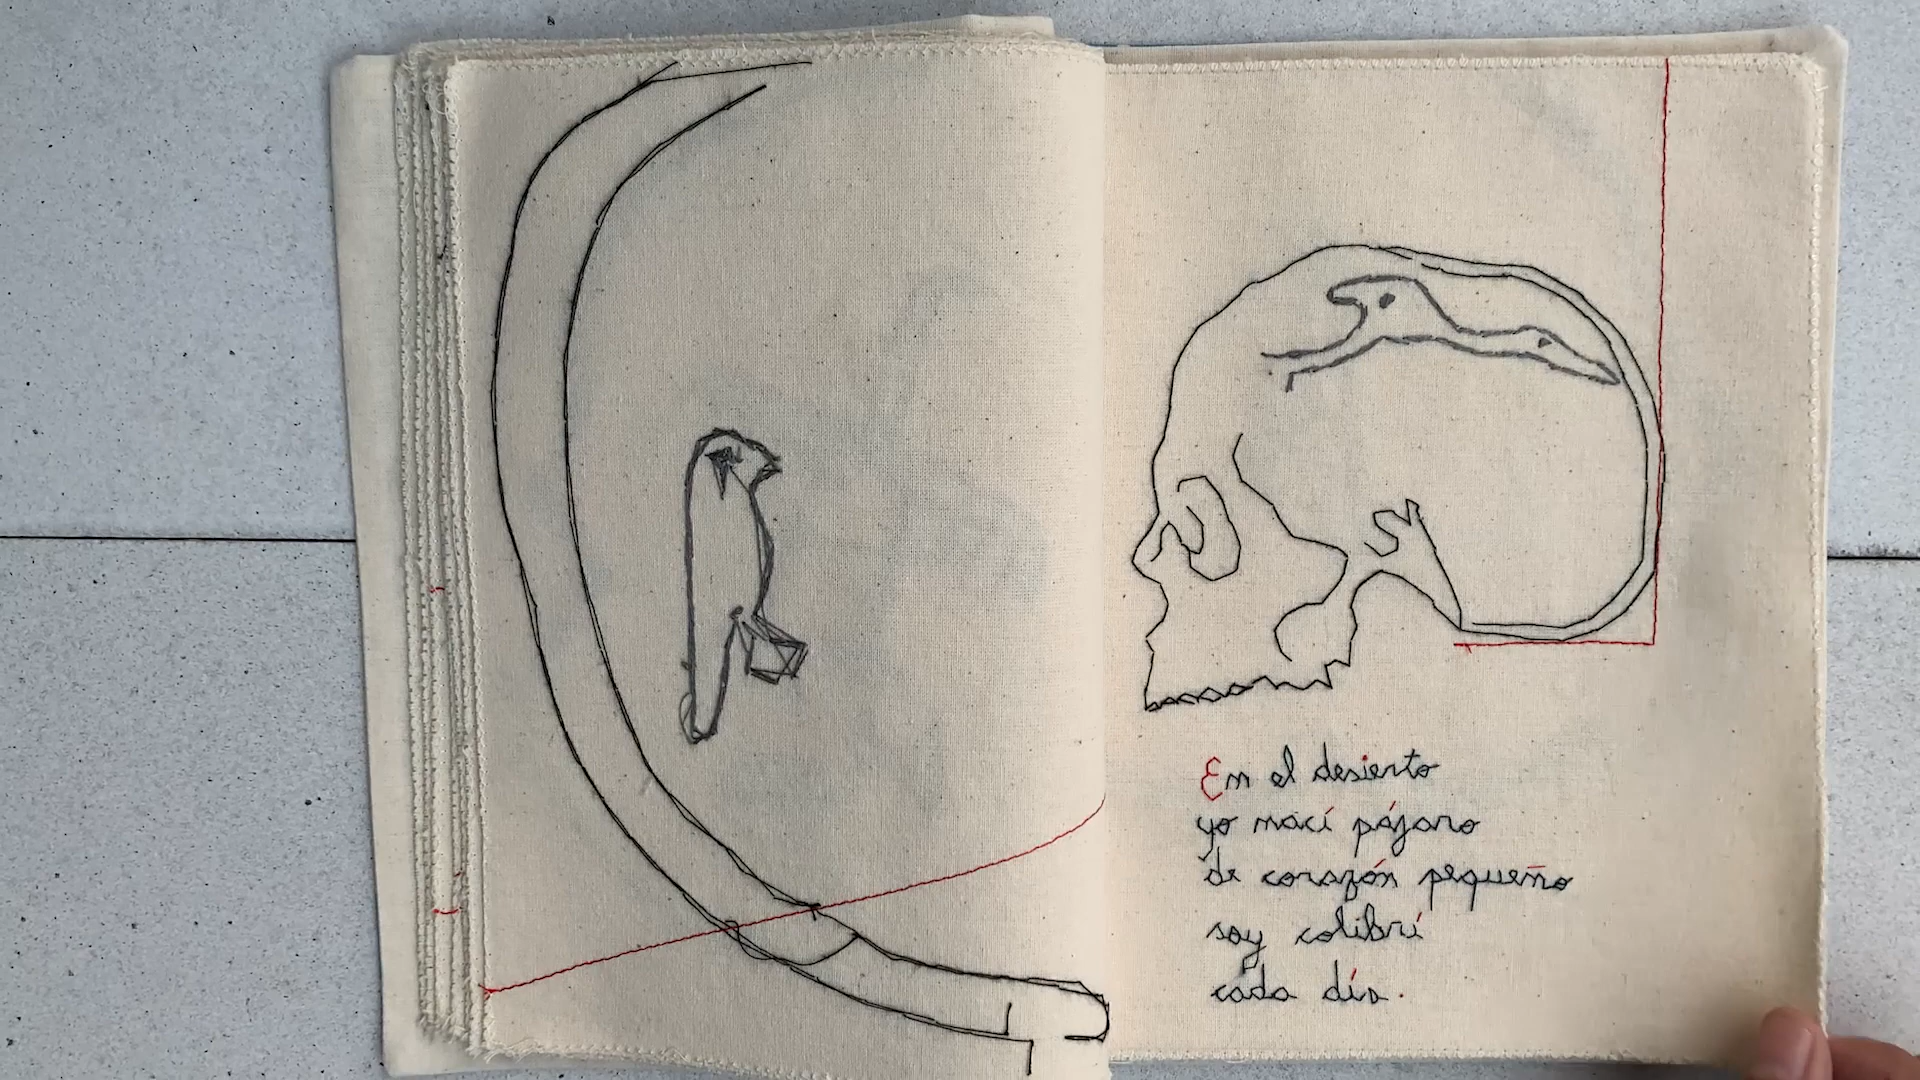 En el desierto
yo nací pájaro
de corazón pequeño
soy colibrí
cada día.